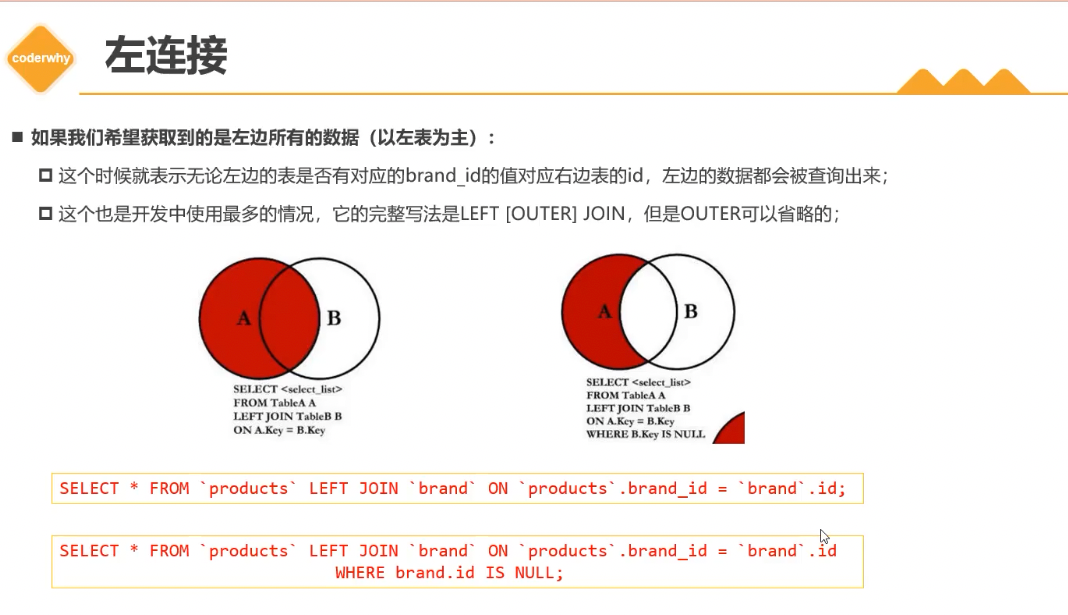 coderwhy
左连接
如果我们希望获取到的是左边所有的数据（以左表为主）：
这个时候就表示无论左边的表是否有对应的brand_id的值对应右边表的id，左边的数据都会被查询出来；
这个也是开发中使用最多的情况，它的完整写法是LEFT [OUTER] JOIN，但是OUTER可以省略的；
A
B
SELECT <select_list>
FROM TableA A
LEFT JOIN TableB B
ON A.Key = B.Key
A
B
SELECT <select_list>
FROM TableA A
LEFT JOIN TableB B
ON A.Key = B.Key
WHERE B.Key IS NULL
SELECT * FROM `products` LEFT JOIN `brand` ON `products`.brand_id = `brand`.id;
SELECT * FROM `products` LEFT JOIN `brand` ON `products`.brand_id = `brand`.id
WHERE brand.id IS NULL;